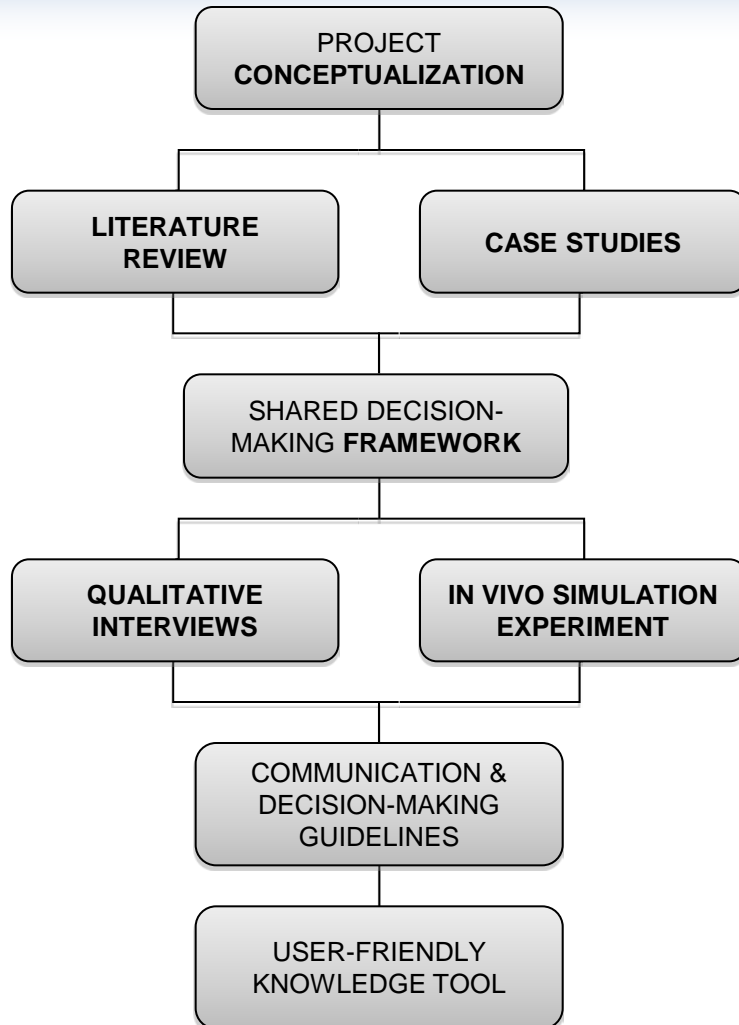 PROJECT
CONCEPTUALIZATION
LITERATURE
REVIEW
CASE STUDIES
SHARED DECISION-
MAKING FRAMEWORK
QUALITATIVE
INTERVIEWS
IN VIVO SIMULATION
EXPERIMENT
COMMUNICATION &
DECISION-MAKING
GUIDELINES
USER-FRIENDLY
KNOWLEDGE TOOL